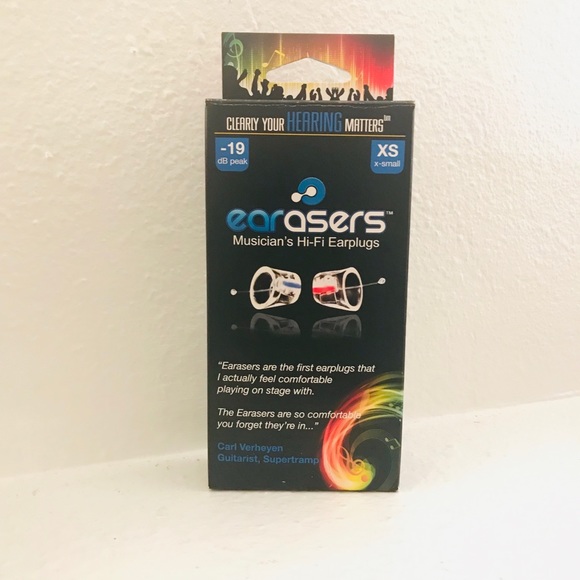 CLEARLY YOUR HEARING MATTERS™
-19
dB peak
XS
x-small
earasers™
Musician's Hi-Fi Earplugs
"Earasers are the first earplugs that
I actually feel comfortable
playing on stage with.
The Earasers are so comfortable
you forget they're in..."
Carl Verheyen
Guitarist, Supertramp